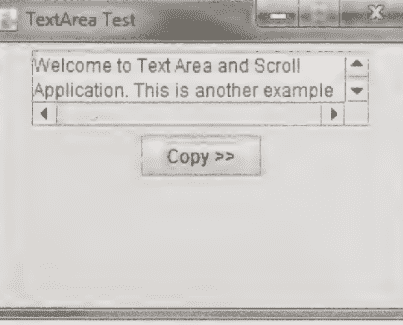 TextArea Test
Welcome to Text Area and Scroll
Application. This is another example
Copy >>